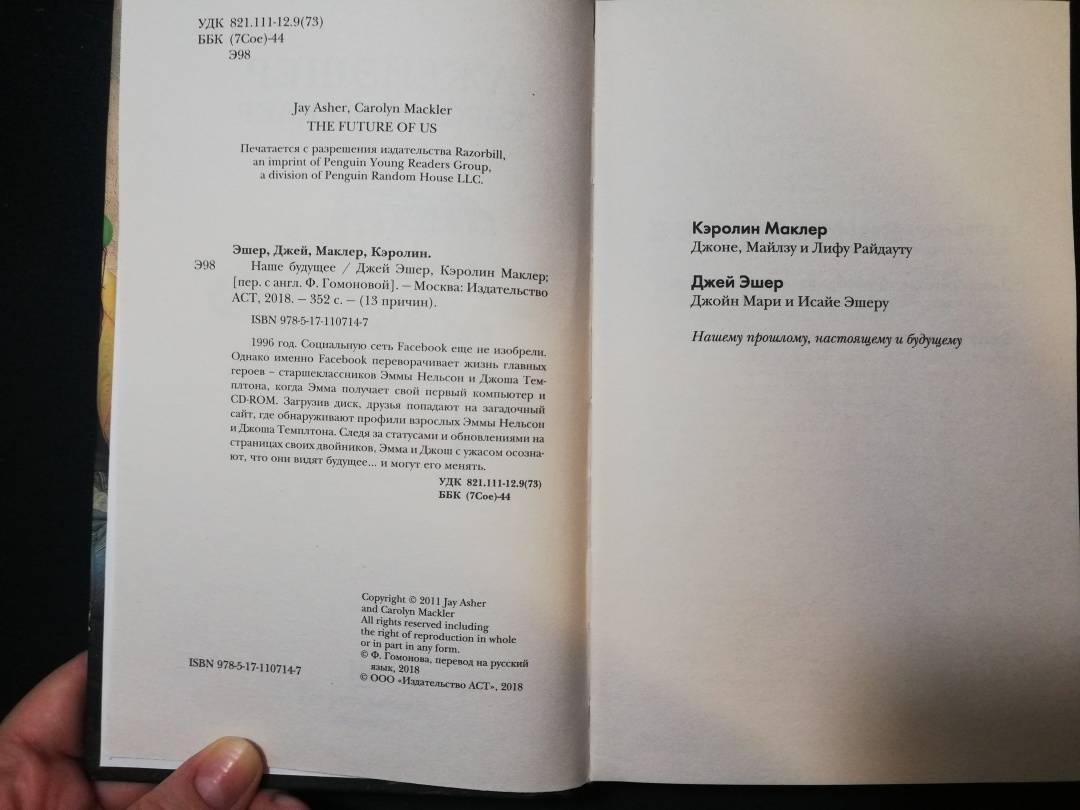 УДК 821.111-12.9(73)
ББК (7Сое)-44
Э98
Jay Asher, Carolyn Mackler
THE FUTURE OF US
Печатается с разрешения издательства Razorbill,
an imprint of Penguin Young Readers Group,
a division of Penguin Random House LLC.
Эшер, Джей, Маклер, Кэролин.
Э98 Наше будущее / Джей Эшер, Кэролин Маклер;
[пер. с англ. Ф. Гомоновой]. – Москва: Издательство
АСТ, 2018. – 352 с. – (13 причин).
ISBN 978-5-17-110714-7
1996 год. Социальную сеть Facebook еще не изобрели.
Однако именно Facebook переворачивает жизнь главных
героев – старшеклассников Эммы Нельсон и Джоша Тем-
плтона, когда Эмма получает свой первый компьютер и
CD-ROM. Загрузив диск, друзья попадают на загадочный
сайт, где обнаруживают профили взрослых Эммы Нельсон
и Джоша Темплтона. Следя за статусами и обновлениями на
страницах своих двойников, Эмма и Джош с ужасом осозна-
ют, что они видят будущее... и могут его менять.
УДК 821.111-12.9(73)
ББК (7Сое)-44
Copyright © 2011 Jay Asher
and Carolyn Mackler
All rights reserved including
the right of reproduction in whole
or in part in any form.
© Ф. Гомонова, перевод на русский
язык, 2018
© ООО «Издательство АСТ», 2018
ISBN 978-5-17-110714-7
Кэролин Маклер
Джоне, Майлзу и Лифу Райдауту
Джей Эшер
Джойн Мари и Исайе Эшеру
Нашему прошлому, настоящему и будущему